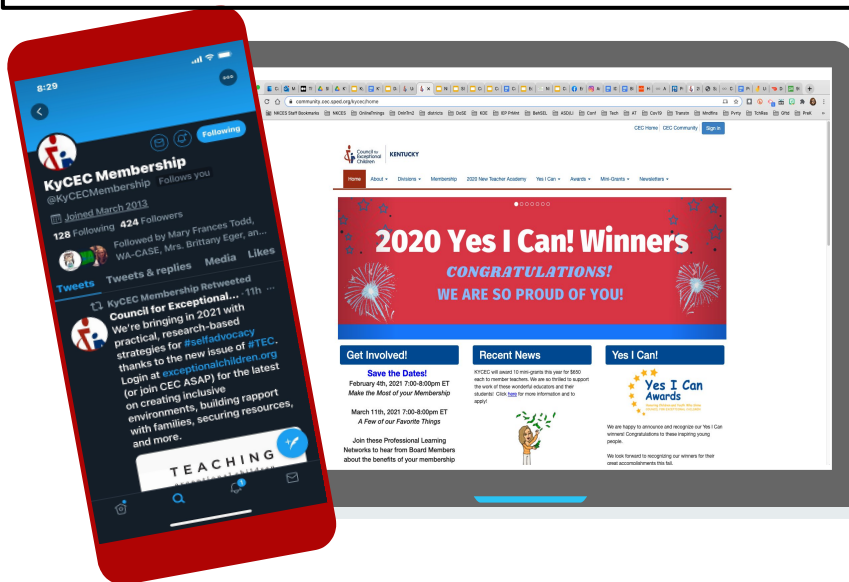 8:29
Following
KyCEC Membership
@KyCECMembership Follows you
Joined March 2013
128 Following 424 Followers
Followed by Mary Frances Todd,
WA-CASE, Mrs. Brittany Eger, an...
Tweets Tweets & replies Media Likes
KyCEC Membership Retweeted
Council for Exceptional... · 11h
We're bringing in 2021 with
practical, research-based
strategies for #selfadvocacy
thanks to the new issue of #TEC.
Login at exceptionalchildren.org
(or join CEC ASAP) for the latest
on creating inclusive
environments, building rapport
with families, securing resources,
and more.
TEACHING
1
community.cec.sped.org/kycec/home
CEC Home CEC Community Sign in
Council for
Exceptional
Children
KENTUCKY
Home About Divisions Membership 2020 New Teacher Academy Yes I Can Awards Mini-Grants Newsletters
2020 Yes I Can! Winners
CONGRATULATIONS!
WE ARE SO PROUD OF YOU!
Get Involved!
Save the Dates!
February 4th, 2021 7:00-8:00pm ET
Make the Most of your Membership
March 11th, 2021 7:00-8:00pm ET
A Few of our Favorite Things
Join these Professional Learning
Networks to hear from Board Members
about the benefits of your membership
Recent News
KYCEC will award 10 mini-grants this year for $650
each to member teachers. We are so thrilled to support
the work of these wonderful educators and their
students! Click here for more information and to
apply!
Yes I Can!
Yes I Can
Awards
We are happy to announce and recognize our Yes I Can
winners! Congratulations to these inspiring young
people.
We look forward to recognizing our winners for their
great accomplishments this fall.